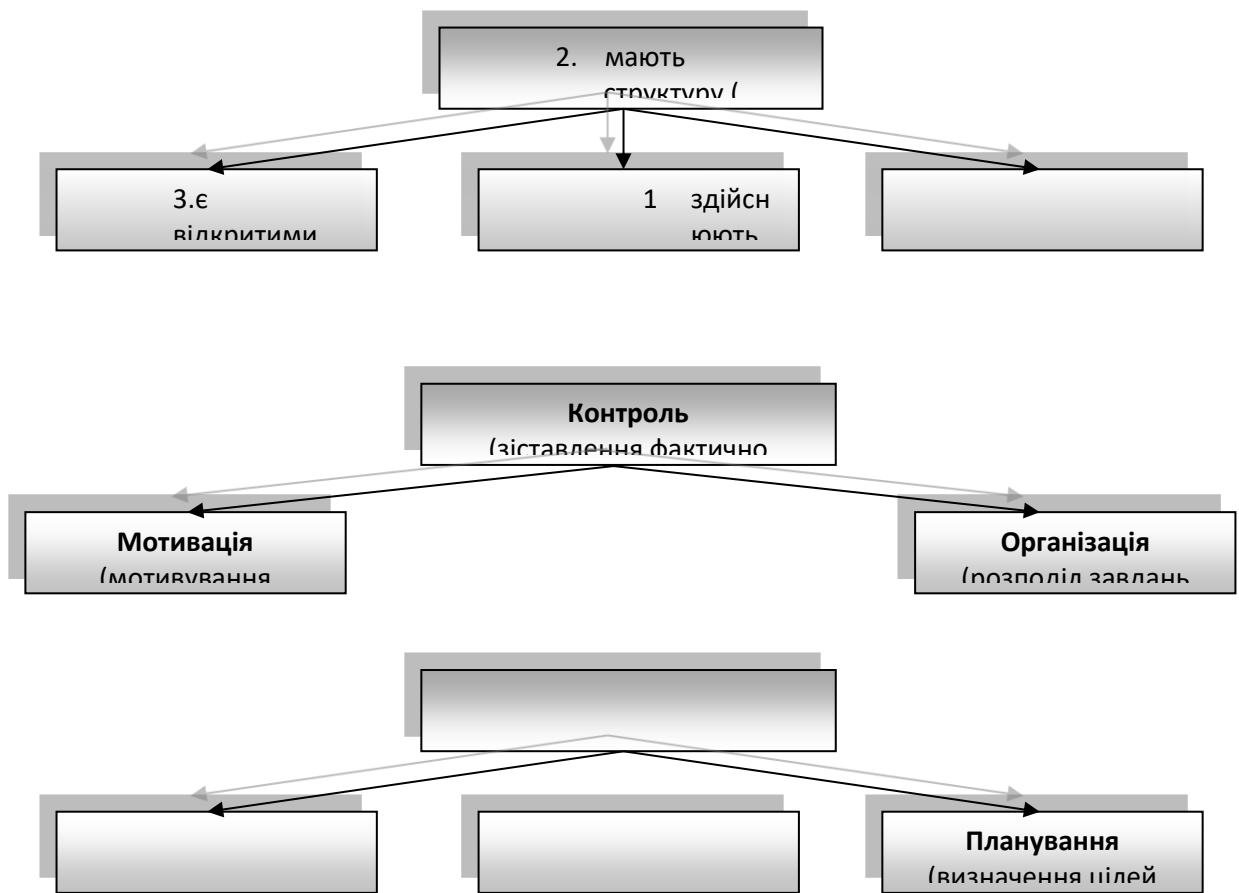 2. мають
структуру (
3.є
відкритими
1 здійсн
юють
Контроль
(зіставлення фактично
Мотивація
(мотивування
Організація
(розподіл завдань
Планування
(визначення цілей